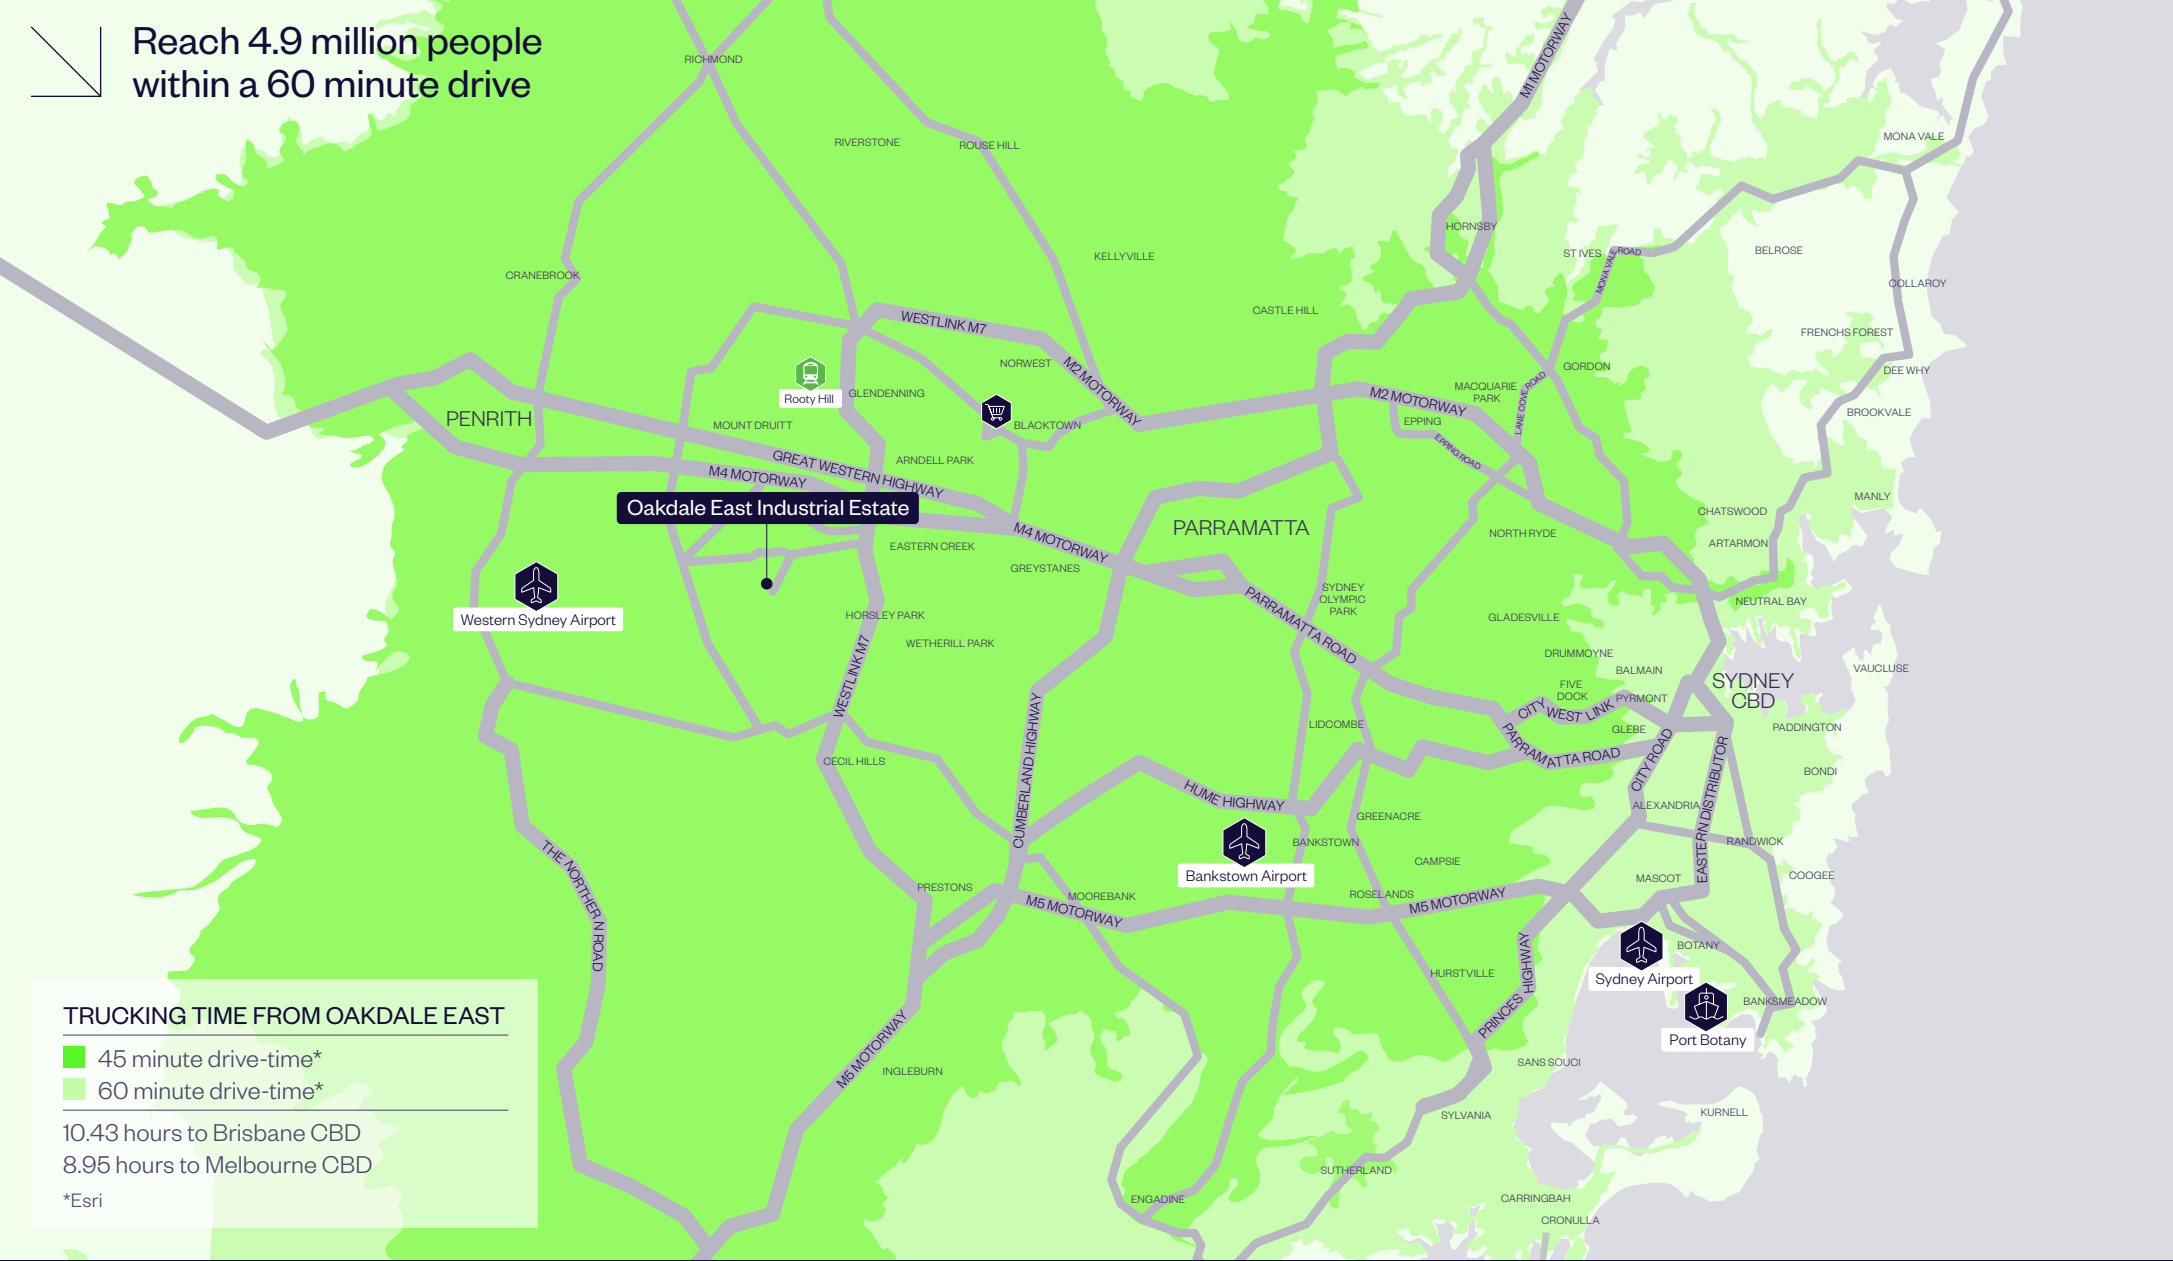 Reach 4.9 million people
within a 60 minute drive
RICHMOND
M1 MOTORWAY
RIVERSTONE
ROUSE HILL
MONA VALE
HORNSBY
ST IVES
MONA VALE ROAD
BELROSE
KELLYVILLE
CRANEBROOK
COLLAROY
CASTLE HILL
WESTLINK M7
FRENCHS FOREST
NORWEST
M2 MOTORWAY
GORDON
DEE WHY
Rooty Hill
GLENDENNING
MACQUARIE
PARK
M2 MOTORWAY
LANE COVE ROAD
BROOKVALE
PENRITH
MOUNT DRUITT
BLACKTOWN
EPPING
EPPING ROAD
ARNDELL PARK
GREAT WESTERN HIGHWAY
M4 MOTORWAY
MANLY
Oakdale East Industrial Estate
CHATSWOOD
PARRAMATTA
NORTH RYDE
ARTARMON
EASTERN CREEK
M4 MOTORWAY
GREYSTANES
SYDNEY
OLYMPIC
PARK
NEUTRAL BAY
Western Sydney Airport
HORSLEY PARK
GLADESVILLE
PARRAMATTA ROAD
WETHERILL PARK
DRUMMOYNE
BALMAIN
VAUCLUSE
WESTLINK M7
FIVE
DOCK
PYRMONT
SYDNEY
CBD
CITY
WEST LINK
LIDCOMBE
GLEBE
PADDINGTON
PARRAMATTA ROAD
CITY ROAD
CECIL HILLS
CUMBERLAND HIGHWAY
BONDI
HUME HIGHWAY
ALEXANDRIA
EASTERN DISTRIBUTOR
GREENACRE
BANKSTOWN
RANDWICK
CAMPSIE
Bankstown Airport
COOGEE
MASCOT
THE NORTHERN ROAD
PRESTONS
MOOREBANK
M5 MOTORWAY
ROSELANDS
M5 MOTORWAY
BOTANY
PRINCES HIGHWAY
HURSTVILLE
Sydney Airport
BANKSMEADOW
Port Botany
M5 MOTORWAY
INGLEBURN
SANS SOUCI
SYLVANIA
KURNELL
SUTHERLAND
ENGADINE
CARRINGBAH
CRONULLA
TRUCKING TIME FROM OAKDALE EAST
45 minute drive-time*
60 minute drive-time*
10.43 hours to Brisbane CBD
8.95 hours to Melbourne CBD
*Esri